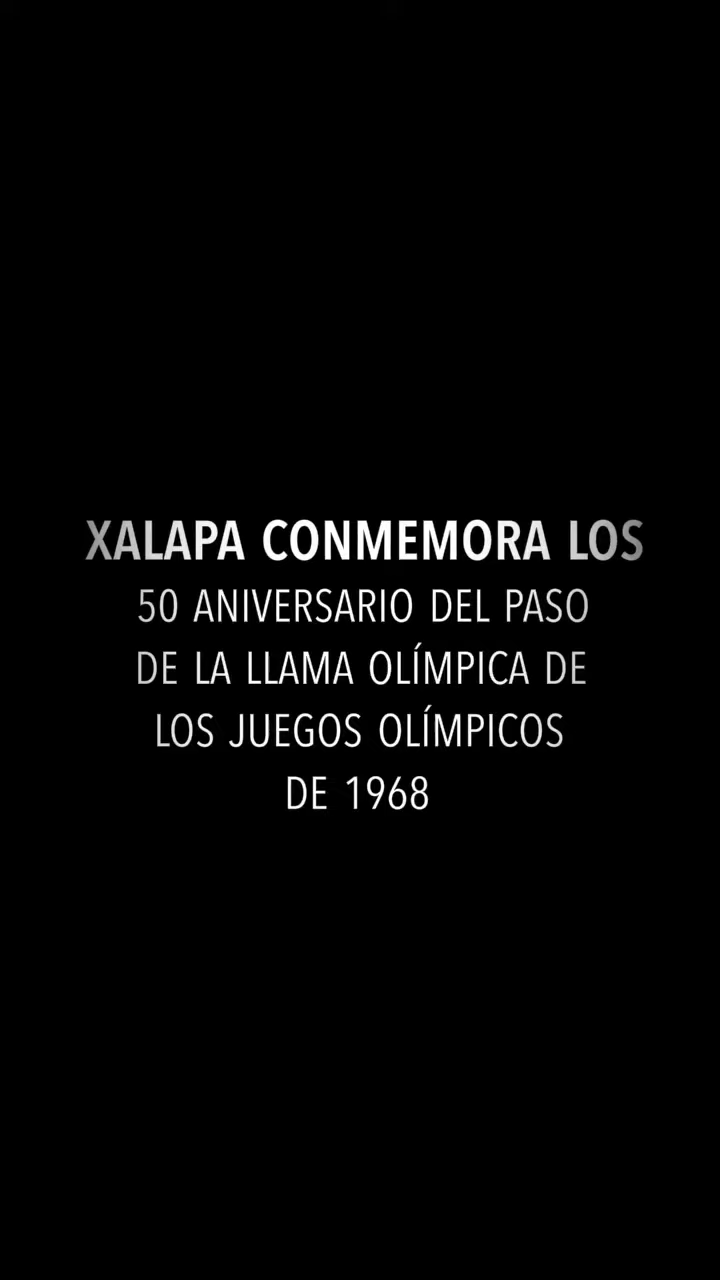 XALAPA CONMEMORA LOS
50 ANIVERSARIO DEL PASO
DE LA LLAMA OLÍMPICA DE
LOS JUEGOS OLÍMPICOS
DE 1968